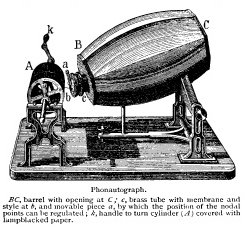 C
k
B
A
a
b
c
Phonautograph.
BC, barrel with opening at C; c, brass tube with membrane and
style at b, and movable piece a, by which the position of the nodal
points can be regulated; k, handle to turn cylinder (A) covered with
lampblacked paper.